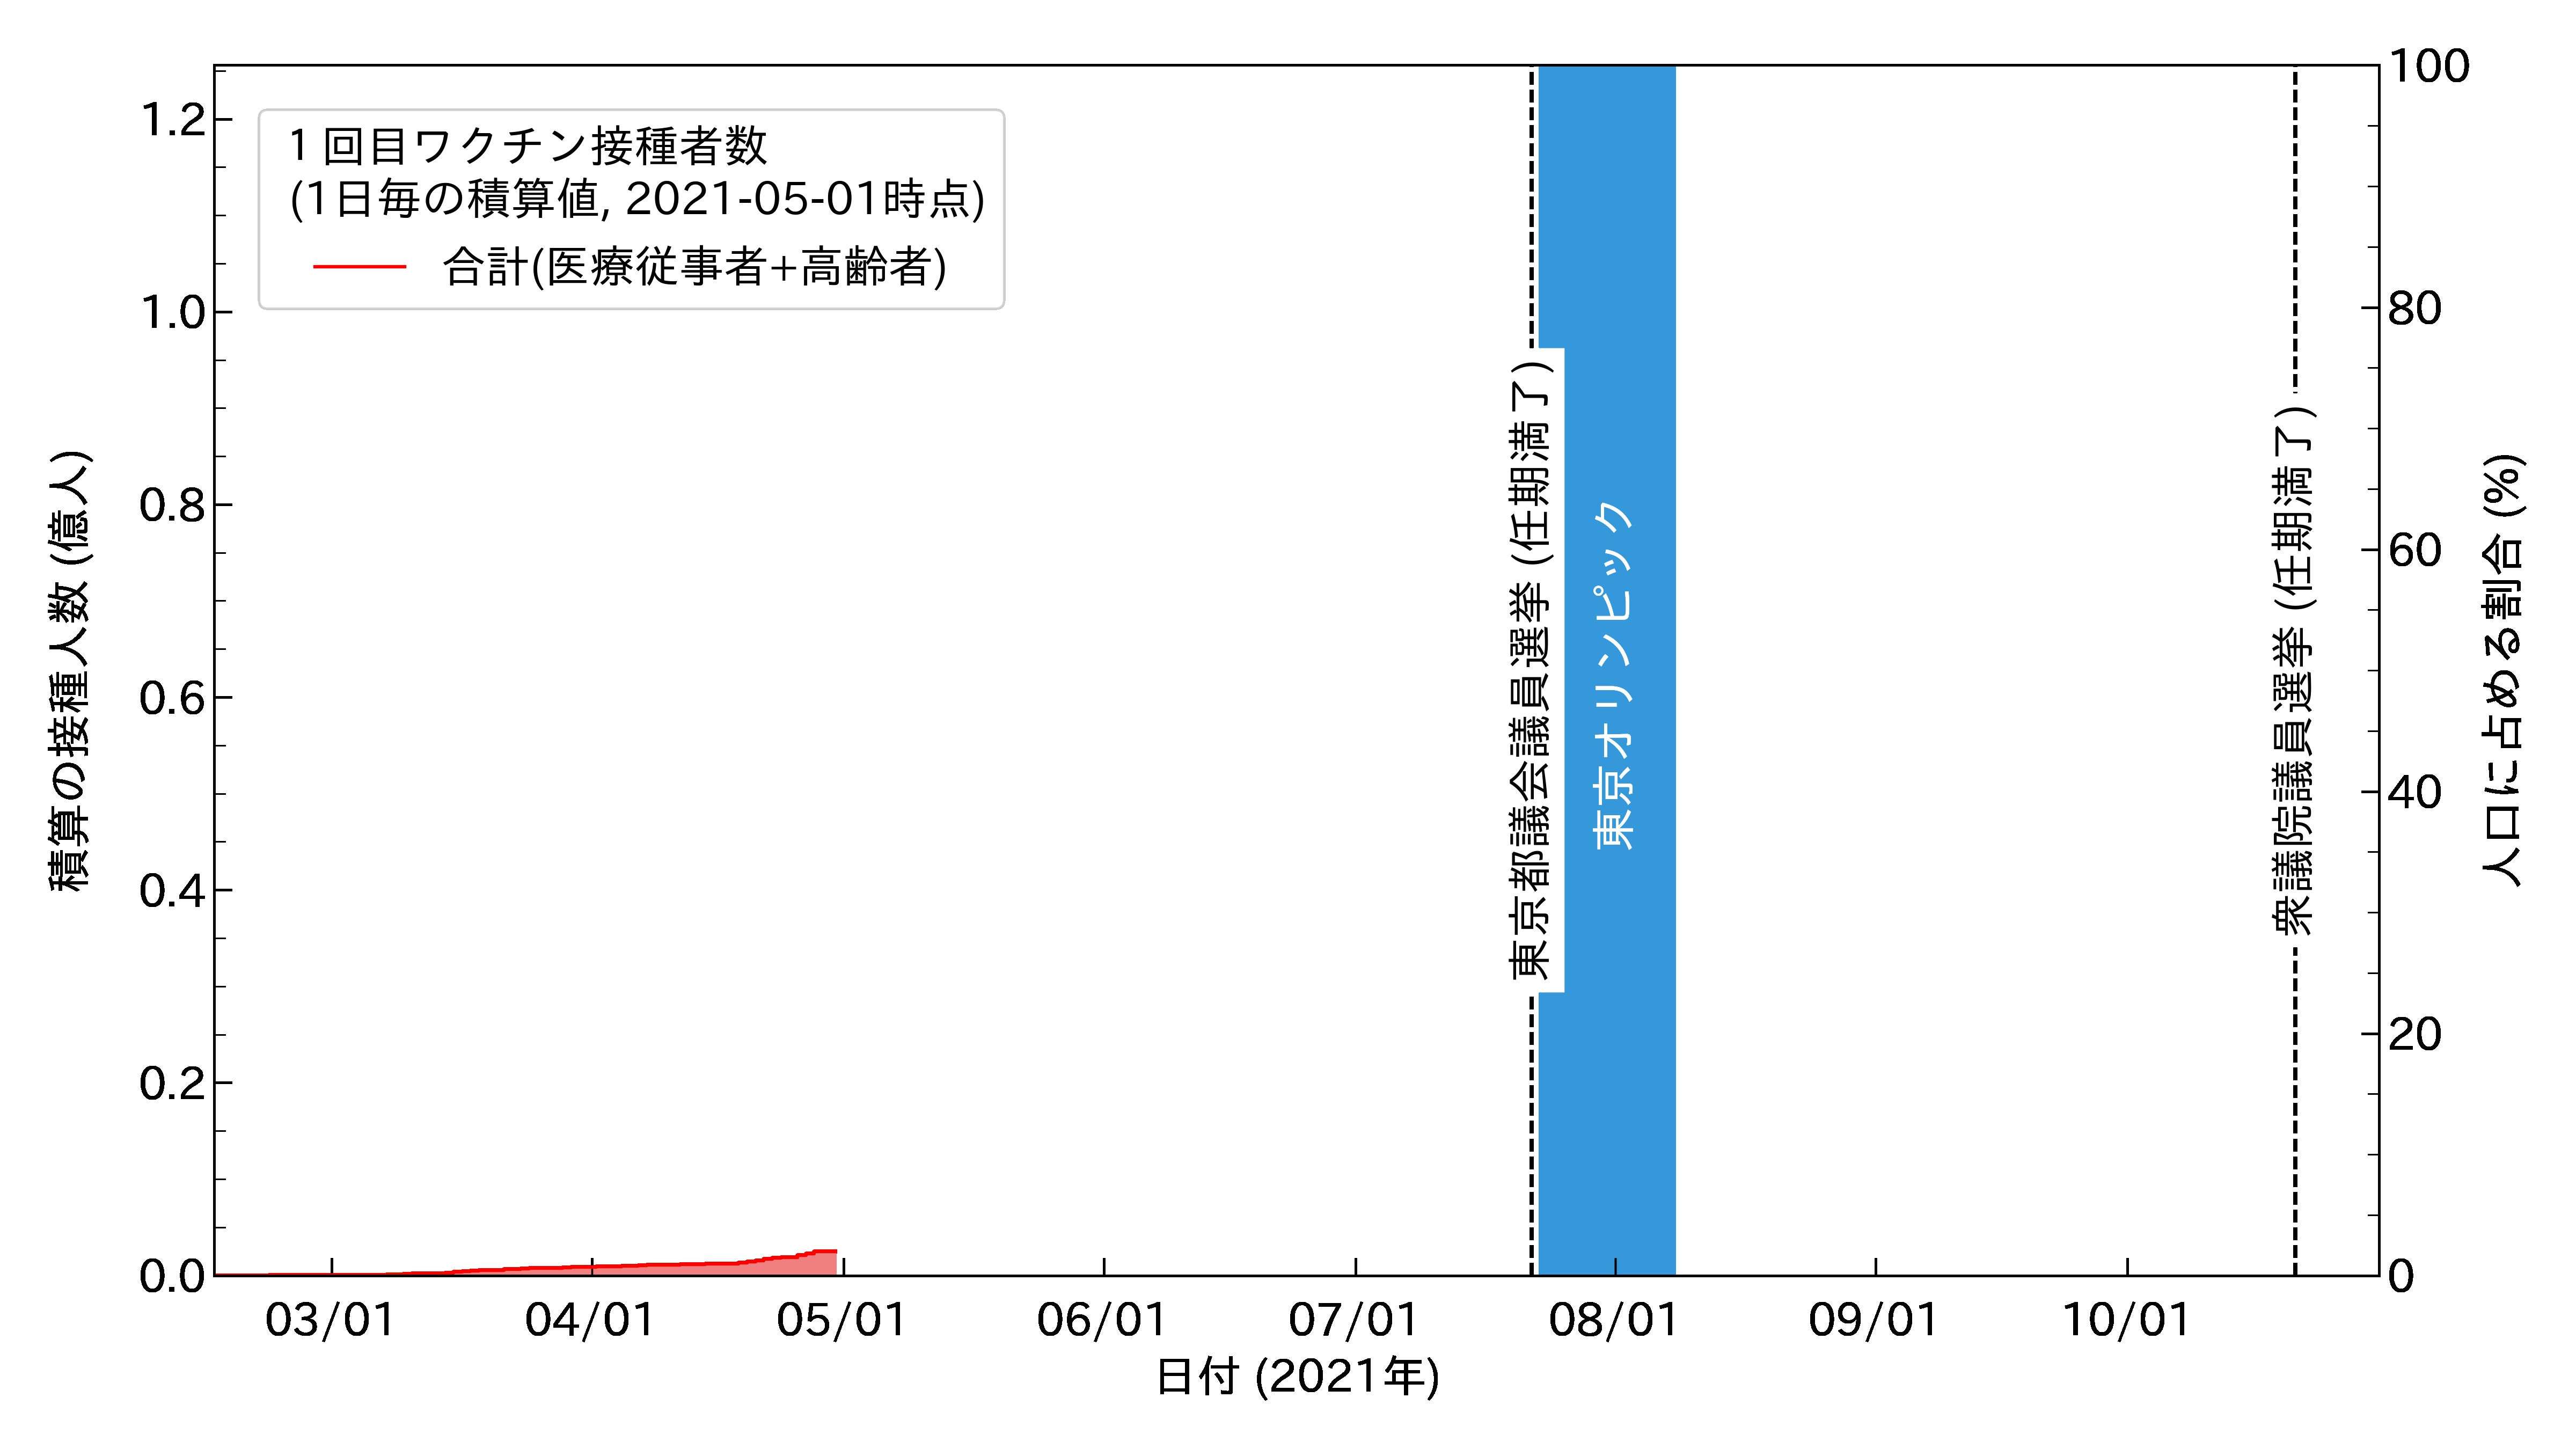 1回目ワクチン接種者数
(1日毎の積算値, 2021-05-01時点)
合計(医療従事者+高齢者)
積算の接種人数 (億人)
1.2
1.0
0.8
0.6
0.4
0.2
0.0
東京都議会議員選挙 (任期満了)
東京オリンピック
衆議院議員選挙 (任期満了)
100
80
60
40
20
0
人口に占める割合 (%)
03/01
04/01
05/01
06/01
07/01
08/01
09/01
10/01
日付 (2021年)